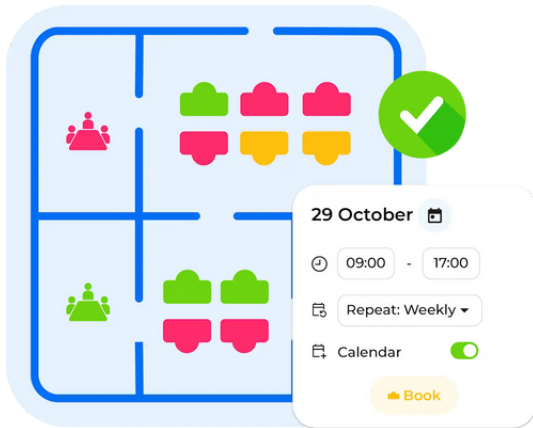 29 October
09:00 - 17:00
Repeat: Weekly
Calendar
Book